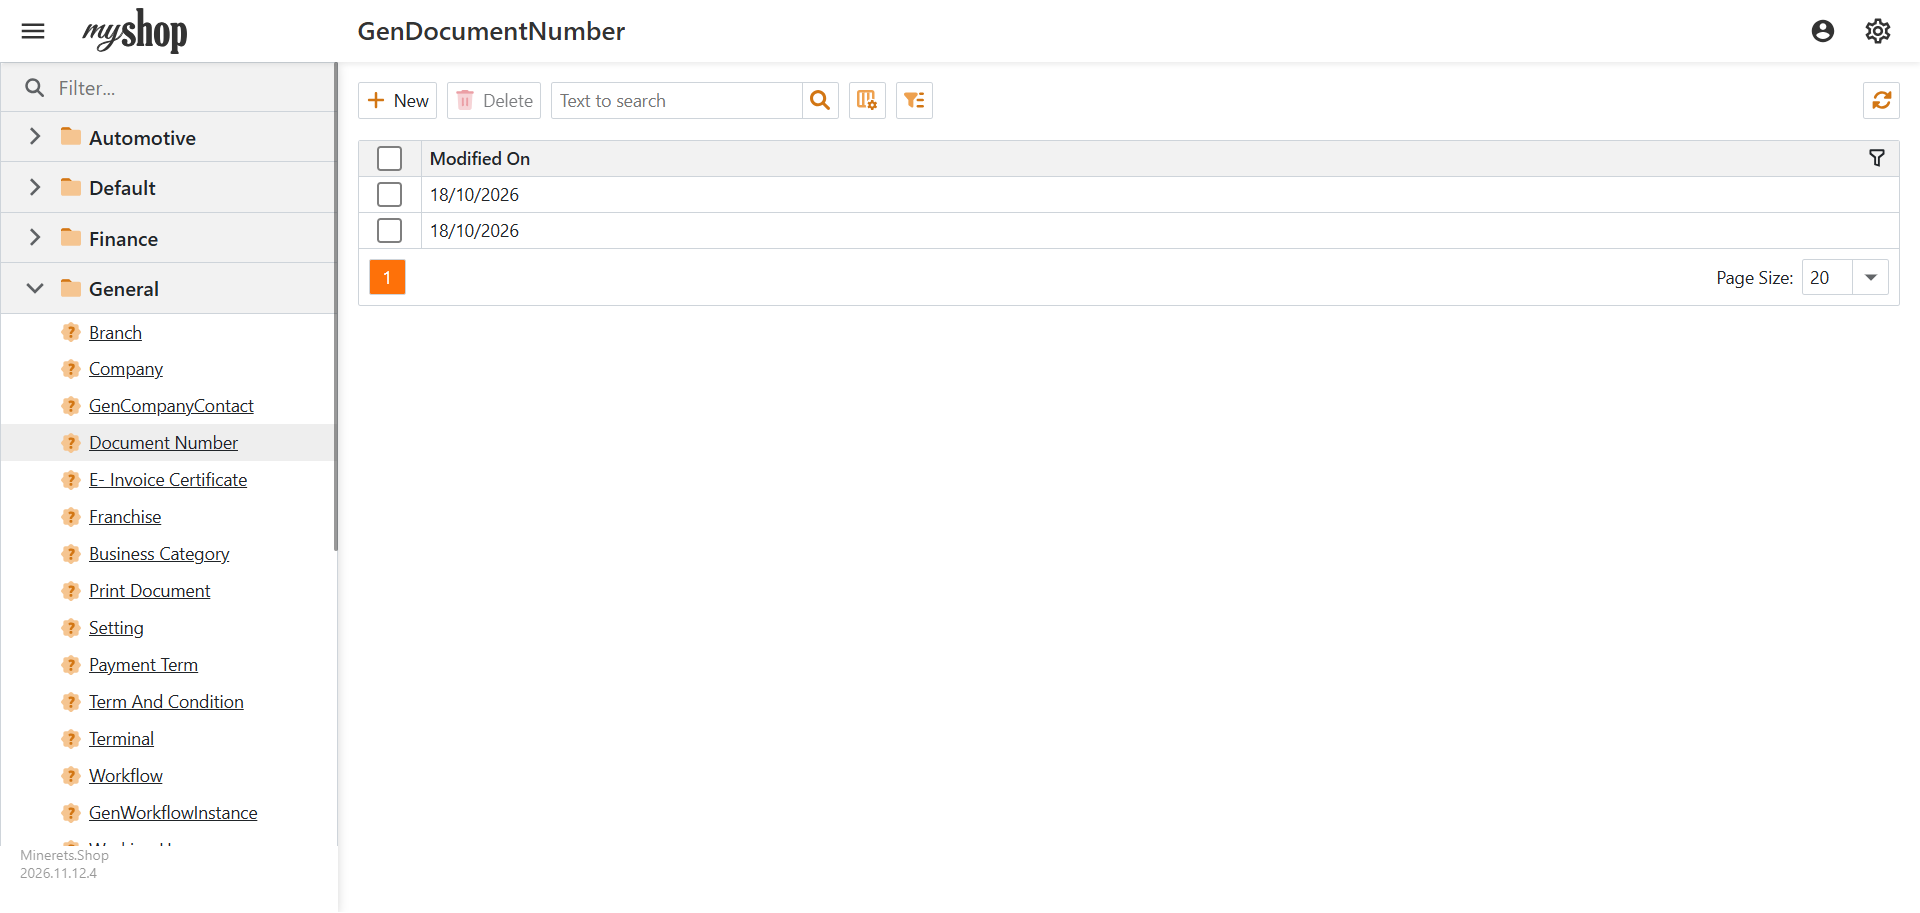 myshop
GenDocumentNumber
Filter...
New
Delete
Text to search
Automotive
Default
Finance
General
Branch
Company
GenCompanyContact
Document Number
E- Invoice Certificate
Franchise
Business Category
Print Document
Setting
Payment Term
Term And Condition
Terminal
Workflow
GenWorkflowInstance
Minerets.Shop
2026.11.12.4
Modified On
18/10/2026
18/10/2026
1
Page Size:
20